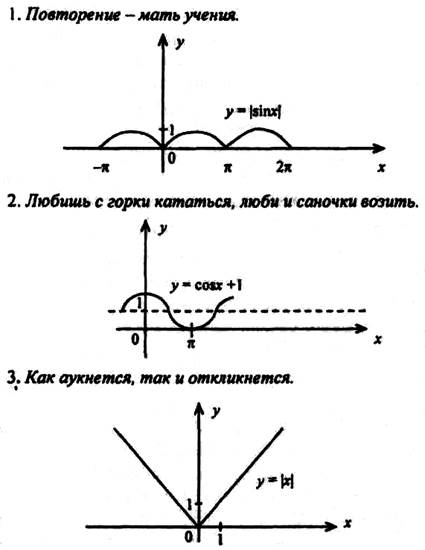 1. Повторение – мать учения.
y
y = |sinx|
1
–π 0 π 2π x
2. Любишь с горки кататься, люби и саночки возить.
y
y = cosx +1
1
0 π x
3. Как аукнется, так и откликнется.
y
y = |x|
1
0 1 x